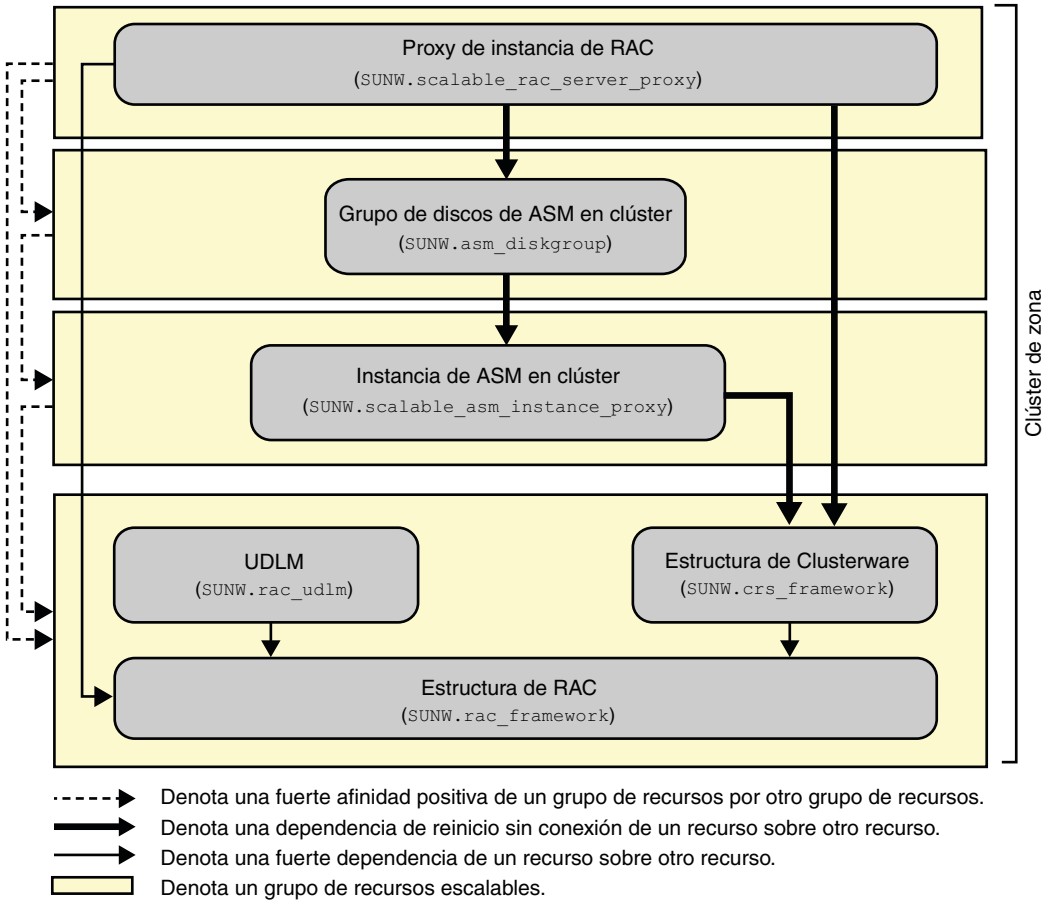 Proxy de instancia de RAC
(SUNW.scalable_rac_server_proxy)
Grupo de discos de ASM en clúster
(SUNW.asm_diskgroup)
Instancia de ASM en clúster
(SUNW.scalable_asm_instance_proxy)
UDLM
(SUNW.rac_udlm)
Estructura de Clusterware
(SUNW.crs_framework)
Estructura de RAC
(SUNW.rac_framework)
Clúster de zona
Denota una fuerte afinidad positiva de un grupo de recursos por otro grupo de recursos.
Denota una dependencia de reinicio sin conexión de un recurso sobre otro recurso.
Denota una fuerte dependencia de un recurso sobre otro recurso.
Denota un grupo de recursos escalables.